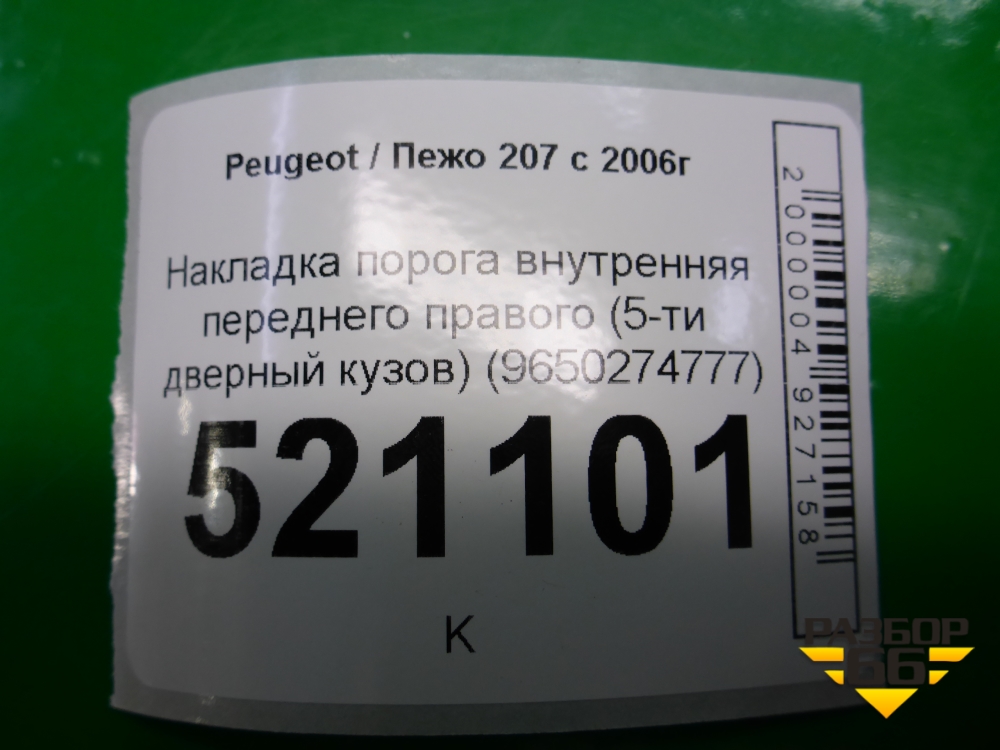 Peugeot / Пежо 207 с 2006г
Накладка порога внутренняя
переднего правого (5-ти
дверный кузов) (9650274777)
521101
К
2000004927158
РАЗБОР
66